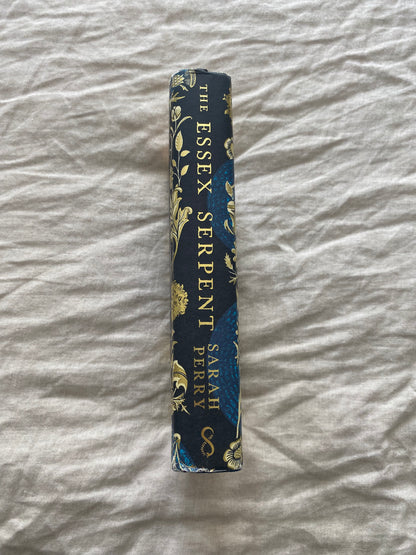 THE ESSEX SERPENT
SARAH
PERRY